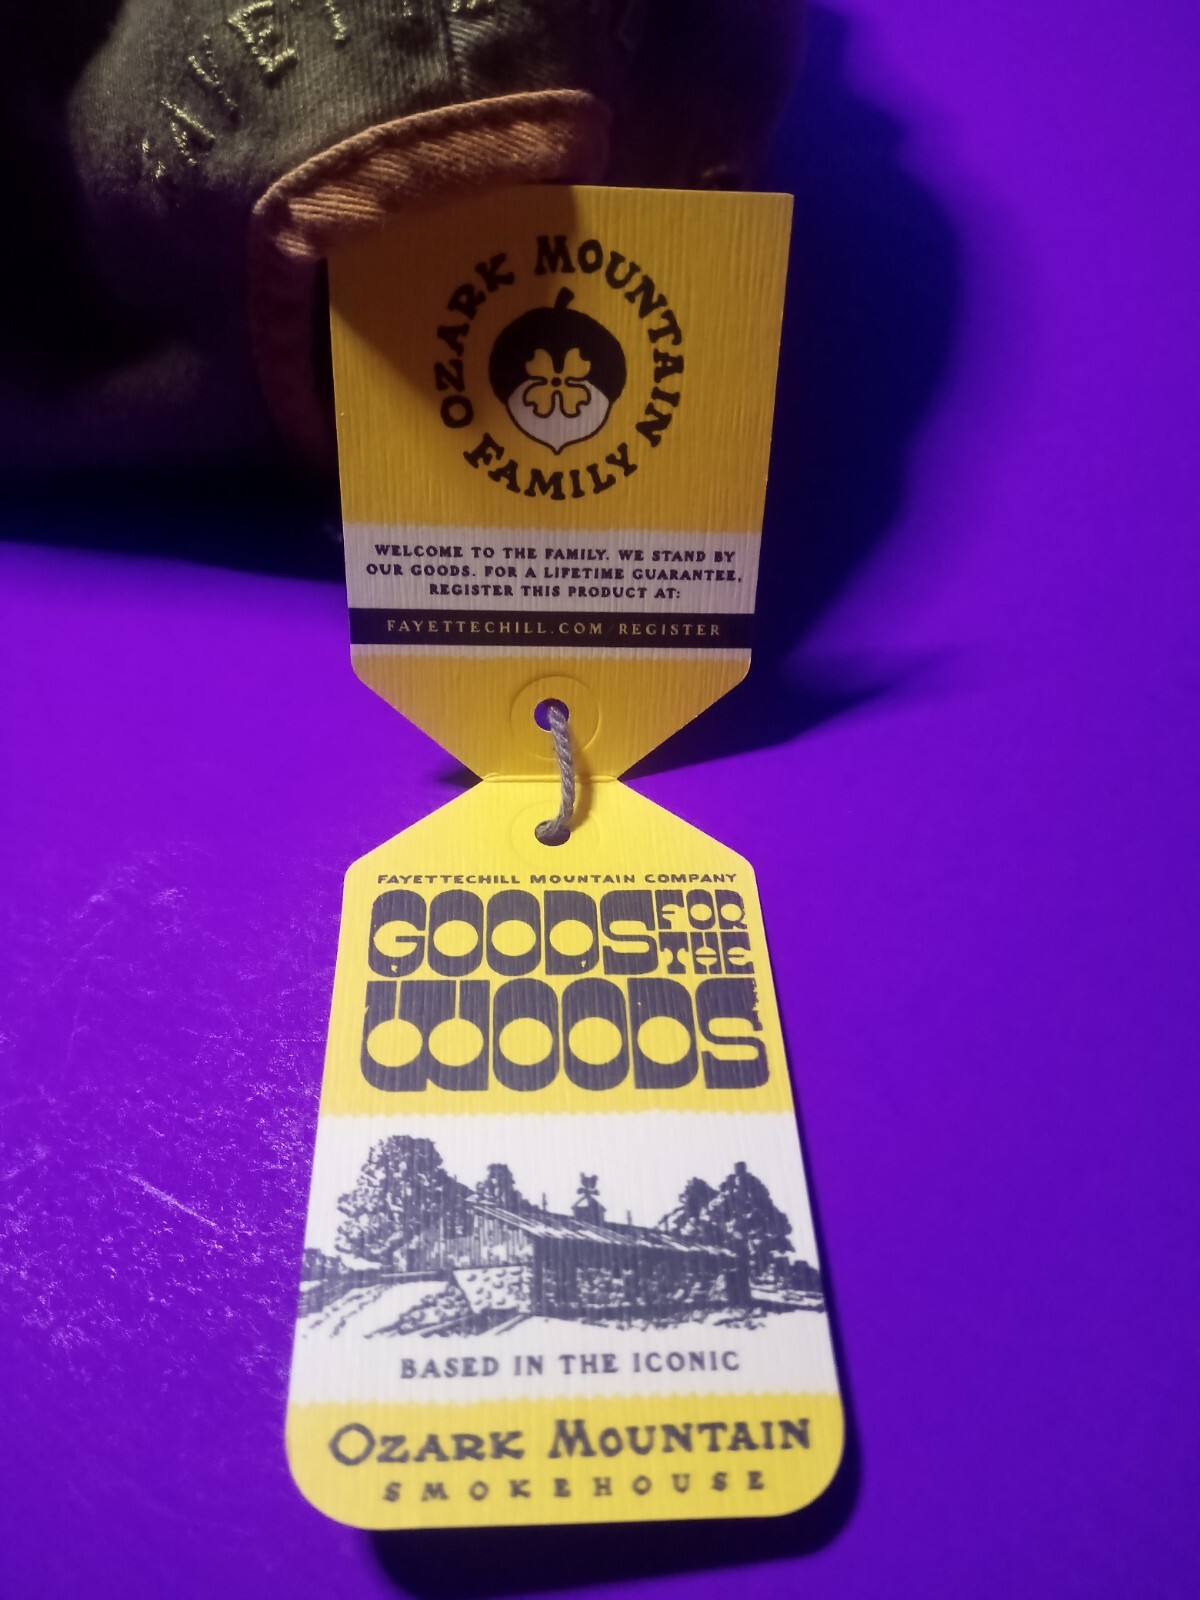 OZARK MOUNTAIN
FAMILY
WELCOME TO THE FAMILY. WE STAND BY
OUR GOODS. FOR A LIFETIME GUARANTEE,
REGISTER THIS PRODUCT AT:
FAYETTECHILL.COM/REGISTER
FAYETTECHILL MOUNTAIN COMPANY
GOODS FOR
THE
WOODS
BASED IN THE ICONIC
OZARK MOUNTAIN
SMOKEHOUSE